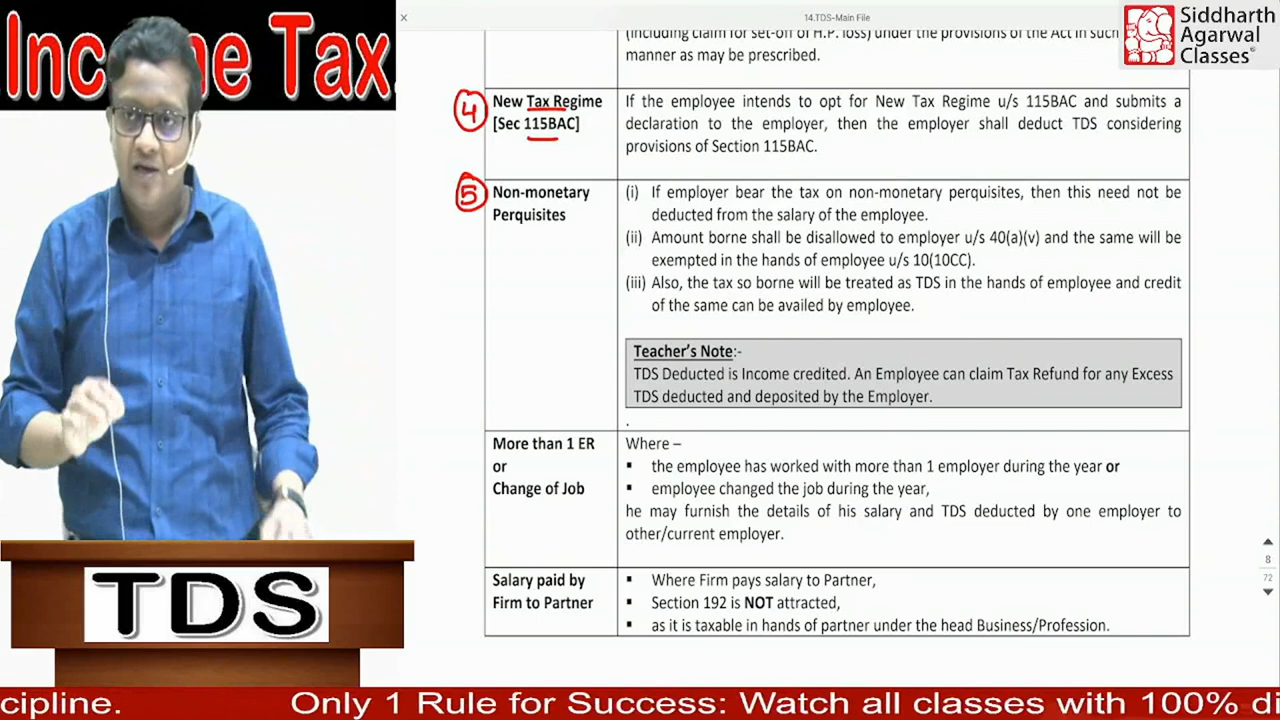 Income Tax.
14.TDS-Main File
Siddharth
Agarwal
Classes®
(including claim for set-off of H.P. loss) under the provisions of the Act in such
manner as may be prescribed.
4
New Tax Regime
[Sec 115BAC]
If the employee intends to opt for New Tax Regime u/s 115BAC and submits a
declaration to the employer, then the employer shall deduct TDS considering
provisions of Section 115BAC.
5
Non-monetary
Perquisites
(i) If employer bear the tax on non-monetary perquisites, then this need not be
deducted from the salary of the employee.
(ii) Amount borne shall be disallowed to employer u/s 40(a)(v) and the same will be
exempted in the hands of employee u/s 10(10CC).
(iii) Also, the tax so borne will be treated as TDS in the hands of employee and credit
of the same can be availed by employee.
Teacher's Note:-
TDS Deducted is Income credited. An Employee can claim Tax Refund for any Excess
TDS deducted and deposited by the Employer.
.
More than 1 ER
or
Change of Job
Where –
▪ the employee has worked with more than 1 employer during the year or
▪ employee changed the job during the year,
he may furnish the details of his salary and TDS deducted by one employer to
other/current employer.
Salary paid by
Firm to Partner
▪ Where Firm pays salary to Partner,
▪ Section 192 is NOT attracted,
▪ as it is taxable in hands of partner under the head Business/Profession.
8
72
TDS
cipline. Only 1 Rule for Success: Watch all classes with 100% di